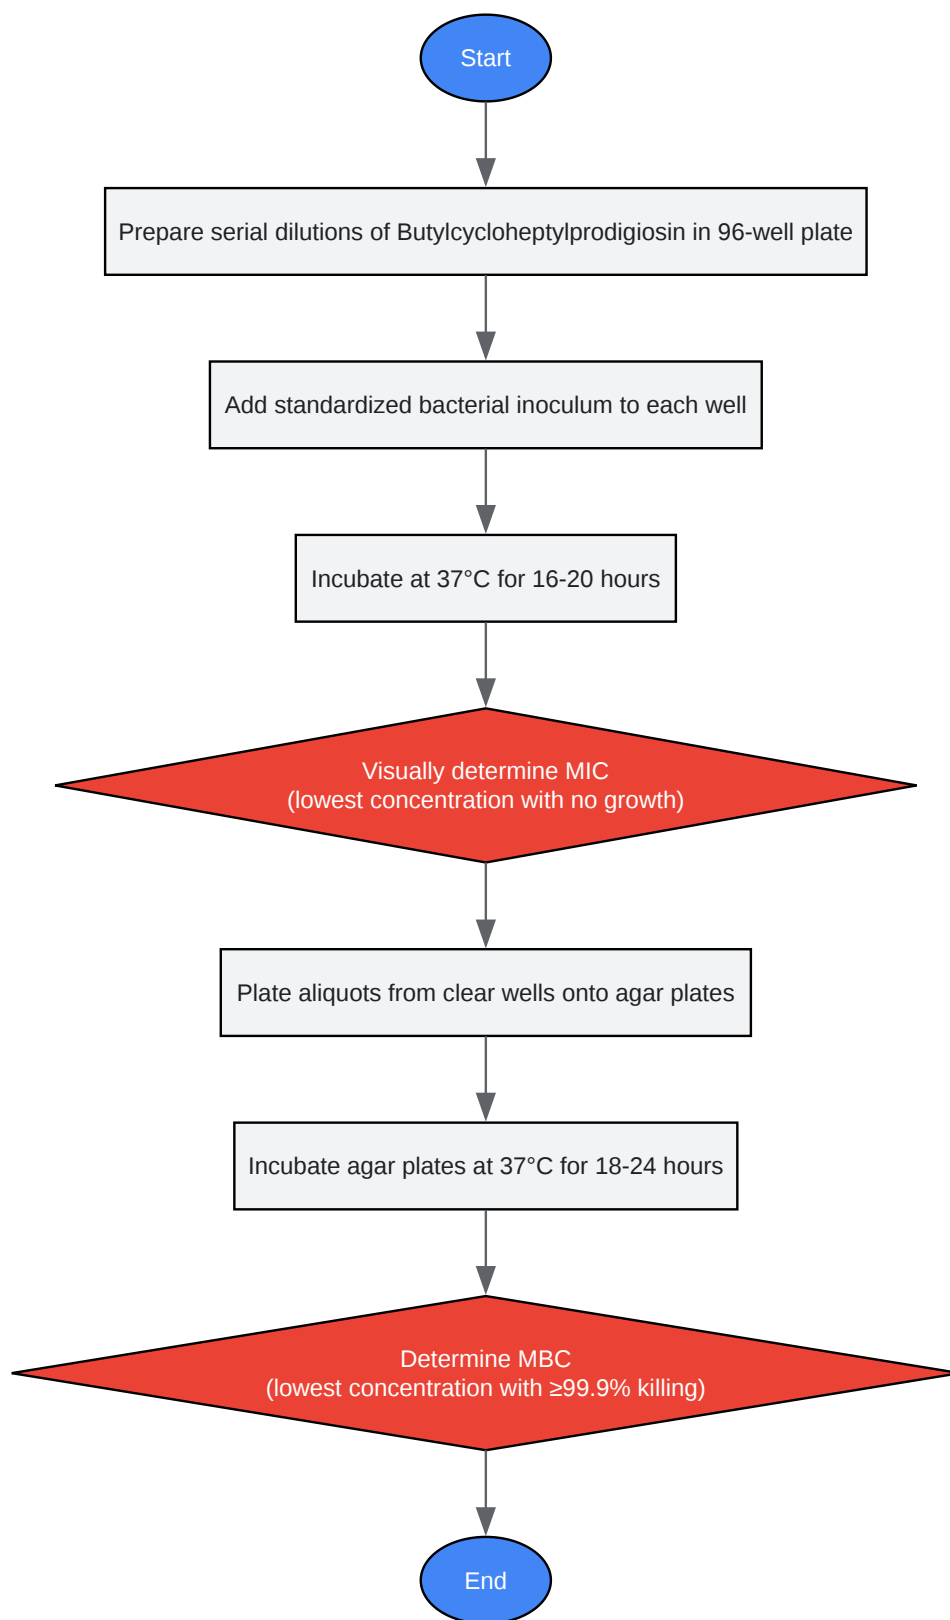 Start
Prepare serial dilutions of Butylcycloheptylprodigiosin in 96-well plate
Add standardized bacterial inoculum to each well
Incubate at 37°C for 16-20 hours
Visually determine MIC
(lowest concentration with no growth)
Plate aliquots from clear wells onto agar plates
Incubate agar plates at 37°C for 18-24 hours
Determine MBC
(lowest concentration with ≥99.9% killing)
End